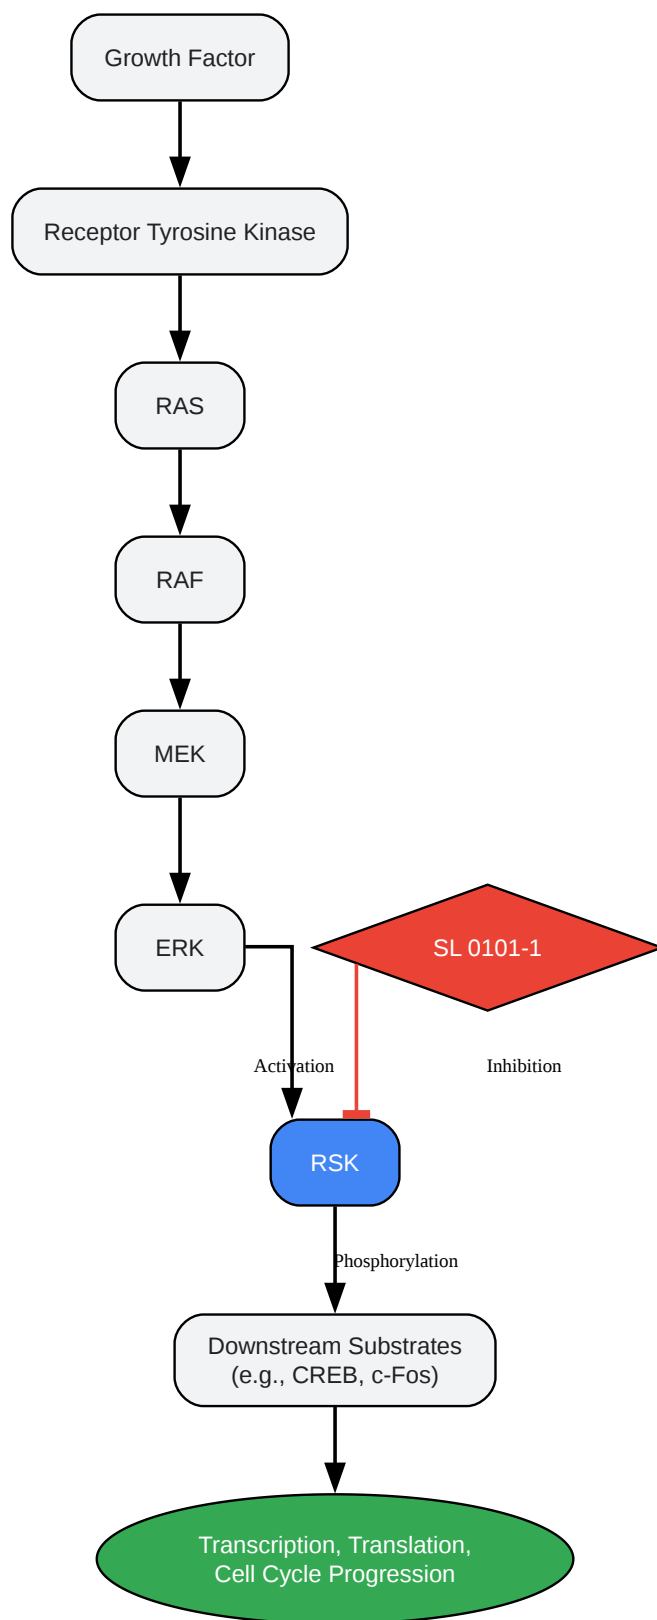 Growth Factor
Receptor Tyrosine Kinase
RAS
RAF
MEK
ERK
SL 0101-1
Activation
Inhibition
RSK
Phosphorylation
Downstream Substrates
(e.g., CREB, c-Fos)
Transcription, Translation,
Cell Cycle Progression